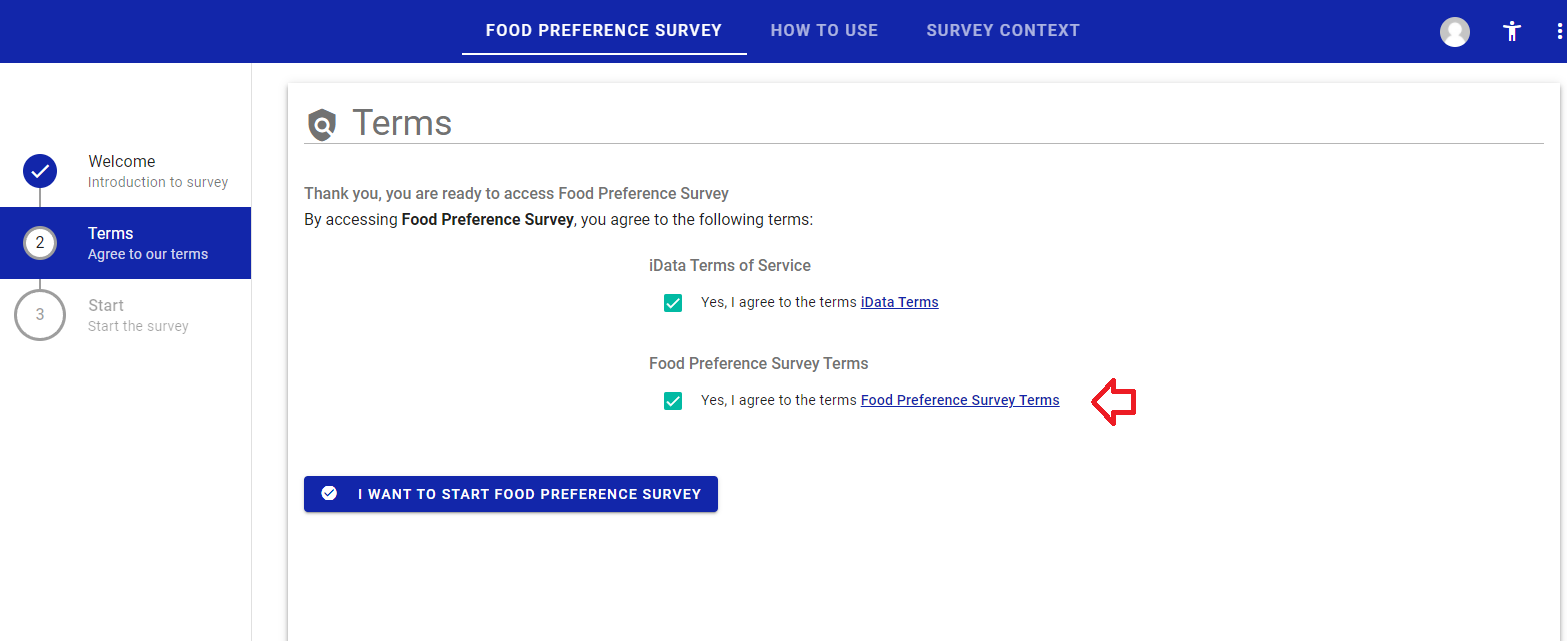 FOOD PREFERENCE SURVEY HOW TO USE SURVEY CONTEXT
Welcome
Introduction to survey
2
Terms
Agree to our terms
3
Start
Start the survey
Terms
Thank you, you are ready to access Food Preference Survey
By accessing Food Preference Survey, you agree to the following terms:
iData Terms of Service
Yes, I agree to the terms iData Terms
Food Preference Survey Terms
Yes, I agree to the terms Food Preference Survey Terms
I WANT TO START FOOD PREFERENCE SURVEY